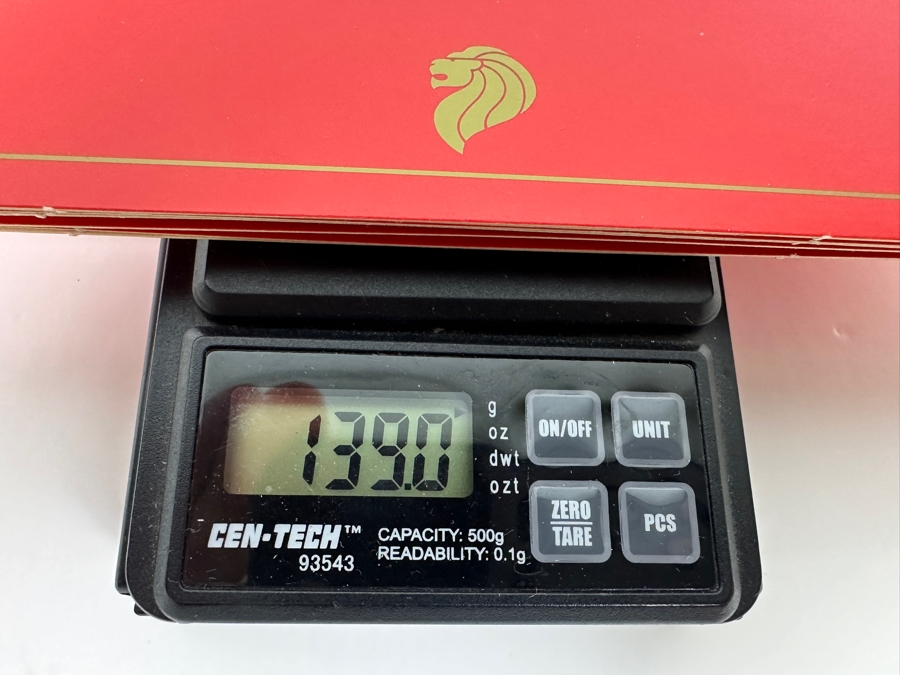 139.0
g
oz
dwt
ozt
ON/OFF
UNIT
ZERO
TARE
PCS
CEN-TECH™
93543
CAPACITY: 500g
READABILITY: 0.1g